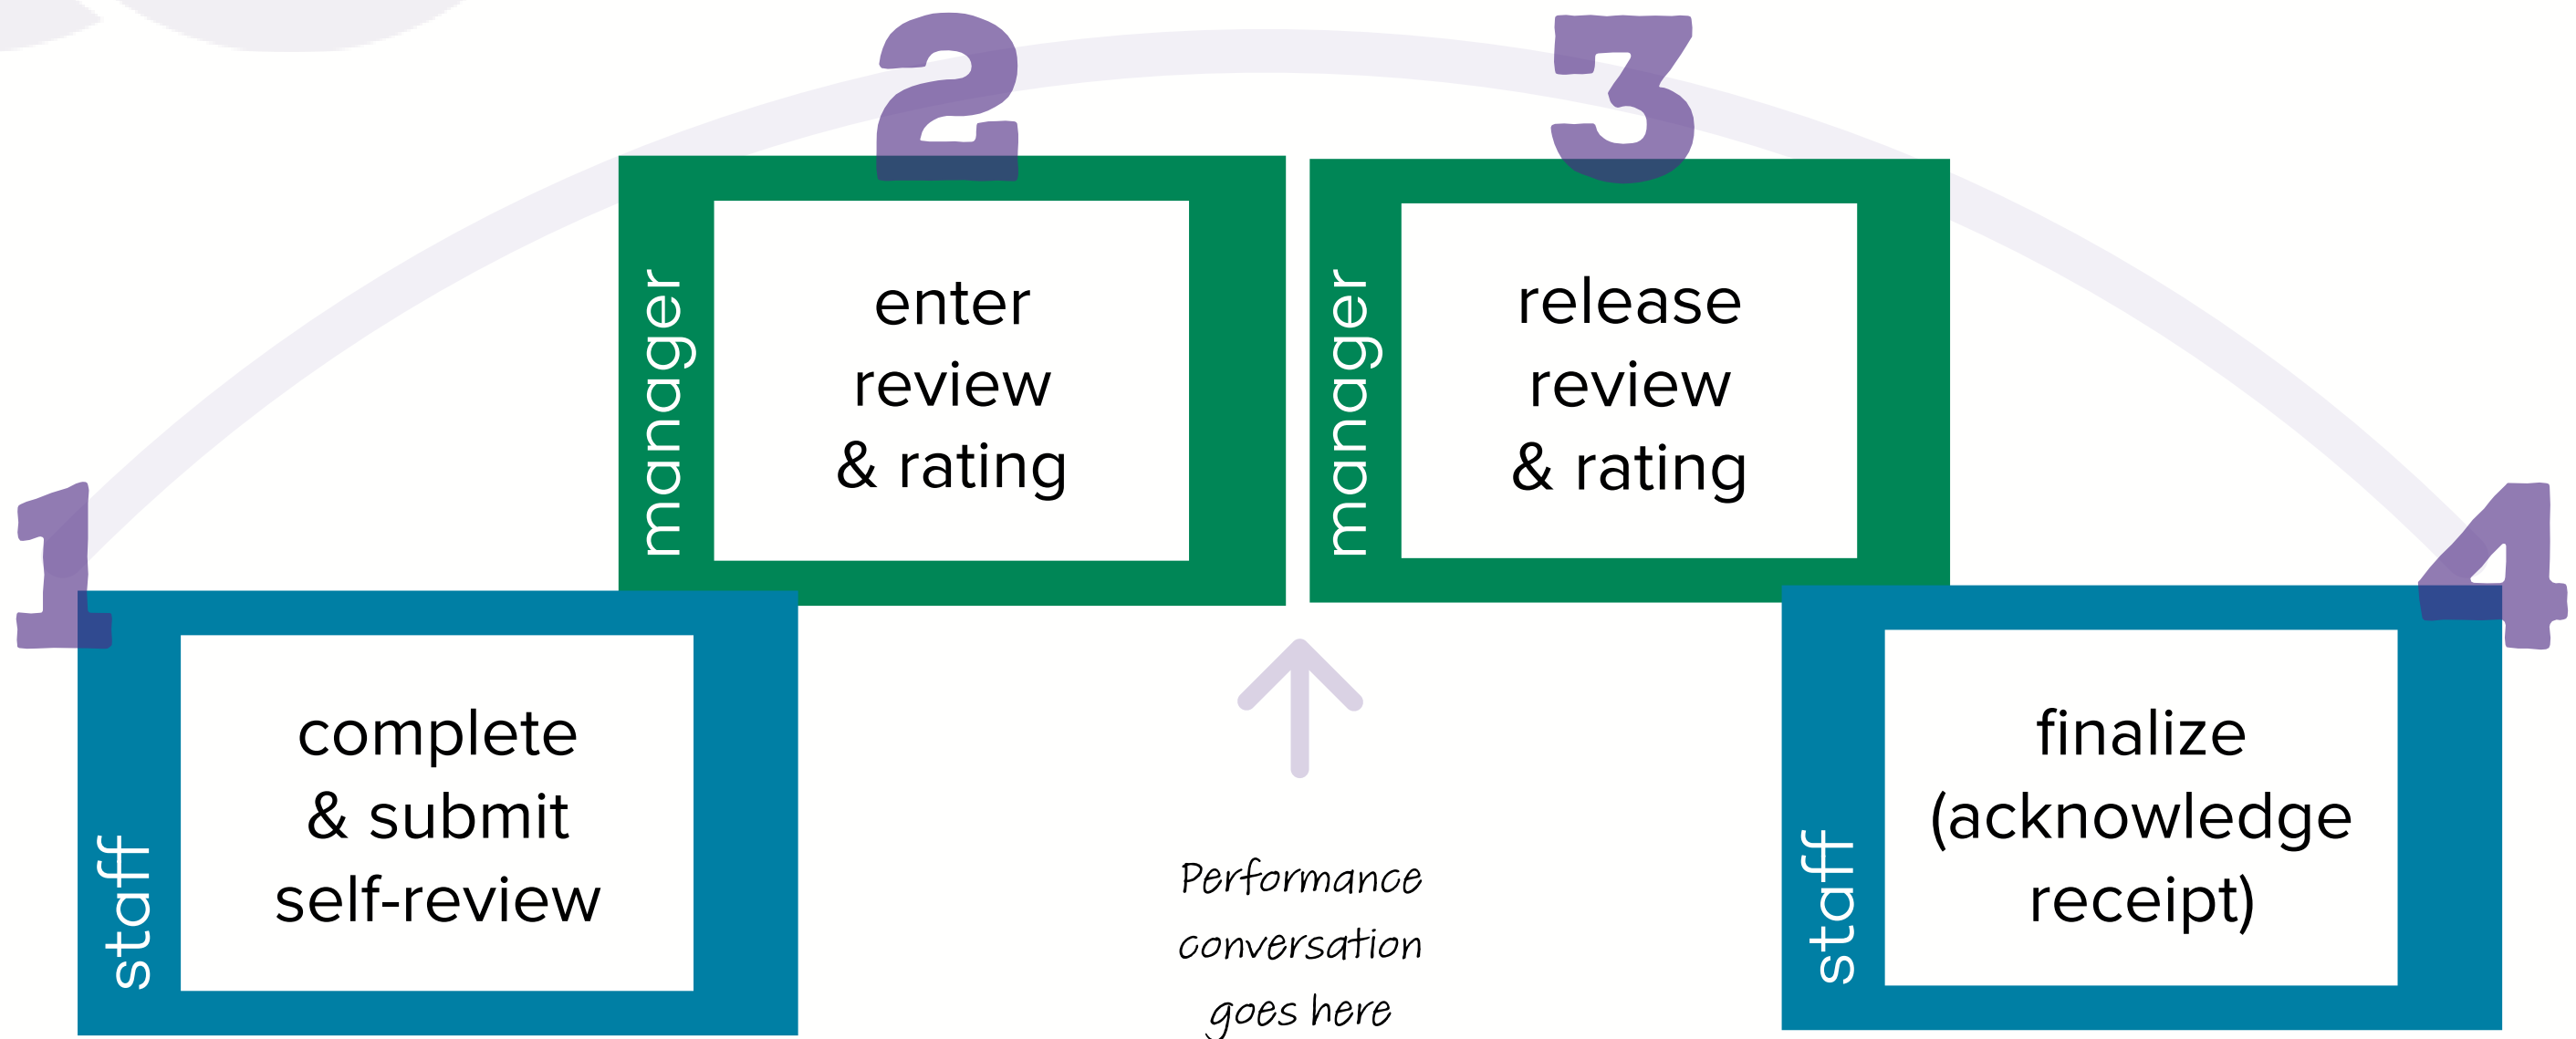 1
staff
complete
& submit
self-review
2
manager
enter
review
& rating
Performance
conversation
goes here
3
manager
release
review
& rating
4
staff
finalize
(acknowledge
receipt)